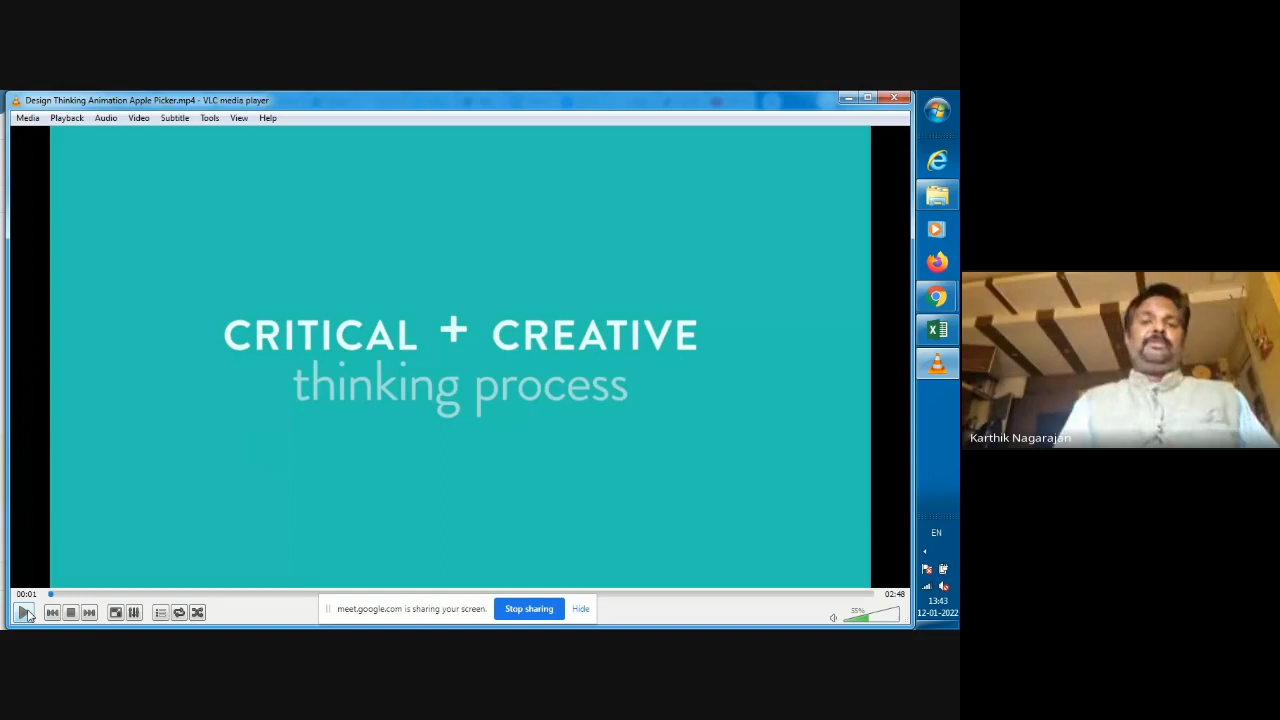 Design Thinking Animation Apple Picker.mp4 - VLC media player
Media Playback Audio Video Subtitle Tools View Help
CRITICAL + CREATIVE
thinking process
Karthik Nagarajan
EN
00:01
02:48
meet.google.com is sharing your screen.
Stop sharing
Hide
55%
13:43
12-01-2022